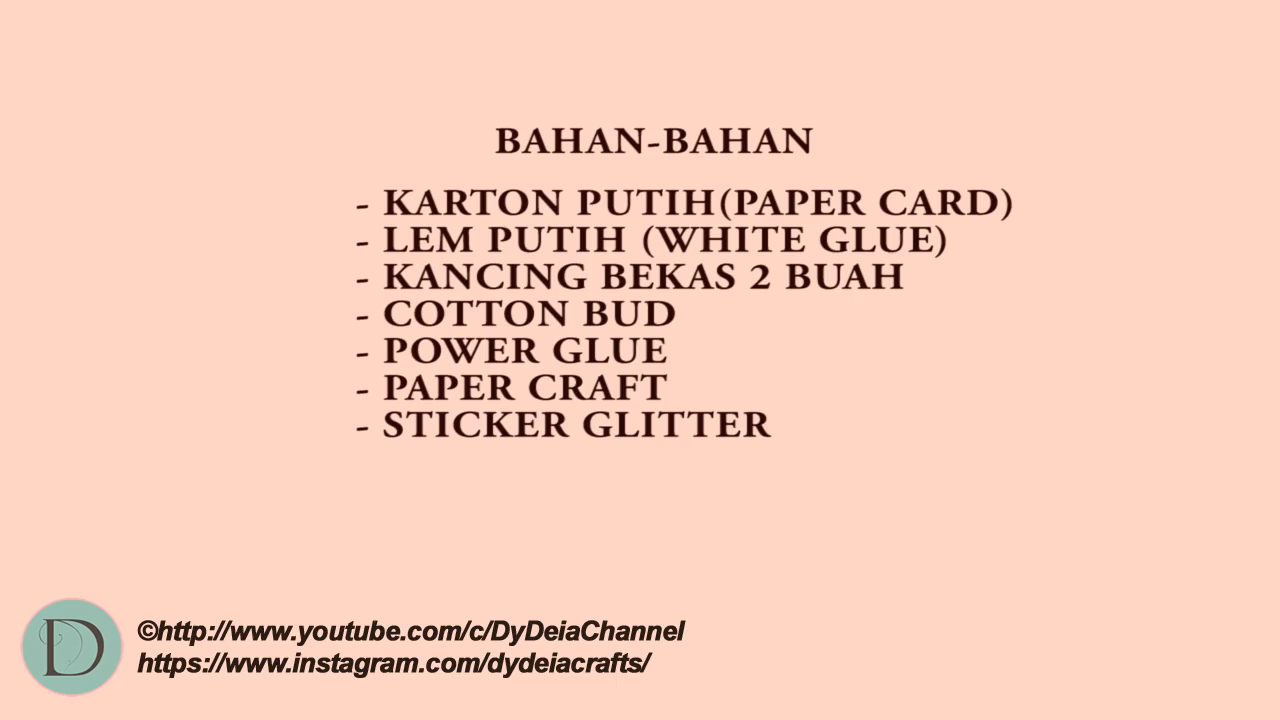 BAHAN-BAHAN
- KARTON PUTIH(PAPER CARD)
- LEM PUTIH (WHITE GLUE)
- KANCING BEKAS 2 BUAH
- COTTON BUD
- POWER GLUE
- PAPER CRAFT
- STICKER GLITTER
D
©http://www.youtube.com/c/DyDeiaChannel
https://www.instagram.com/dydeiacrafts/